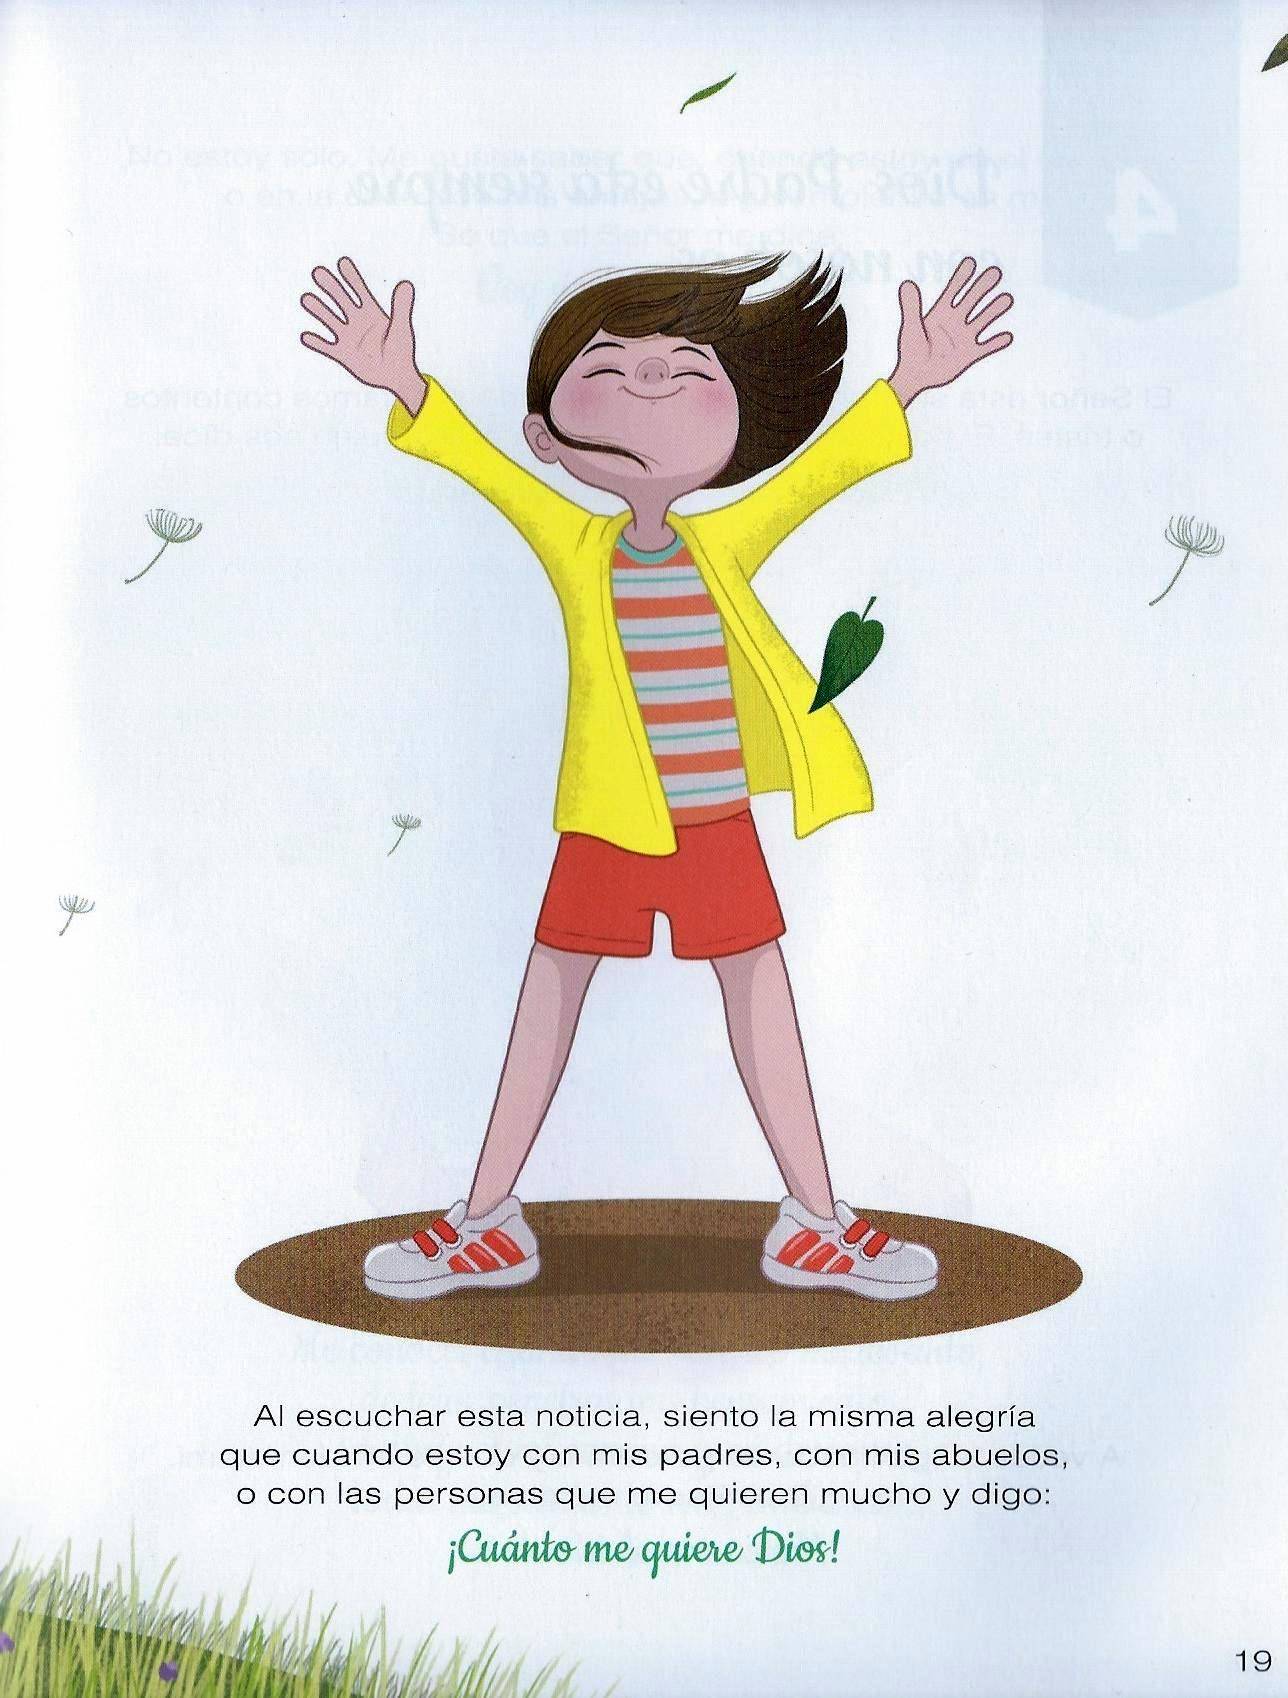 Al escuchar esta noticia, siento la misma alegría
que cuando estoy con mis padres, con mis abuelos,
o con las personas que me quieren mucho y digo:
¡Cuánto me quiere Dios!
19